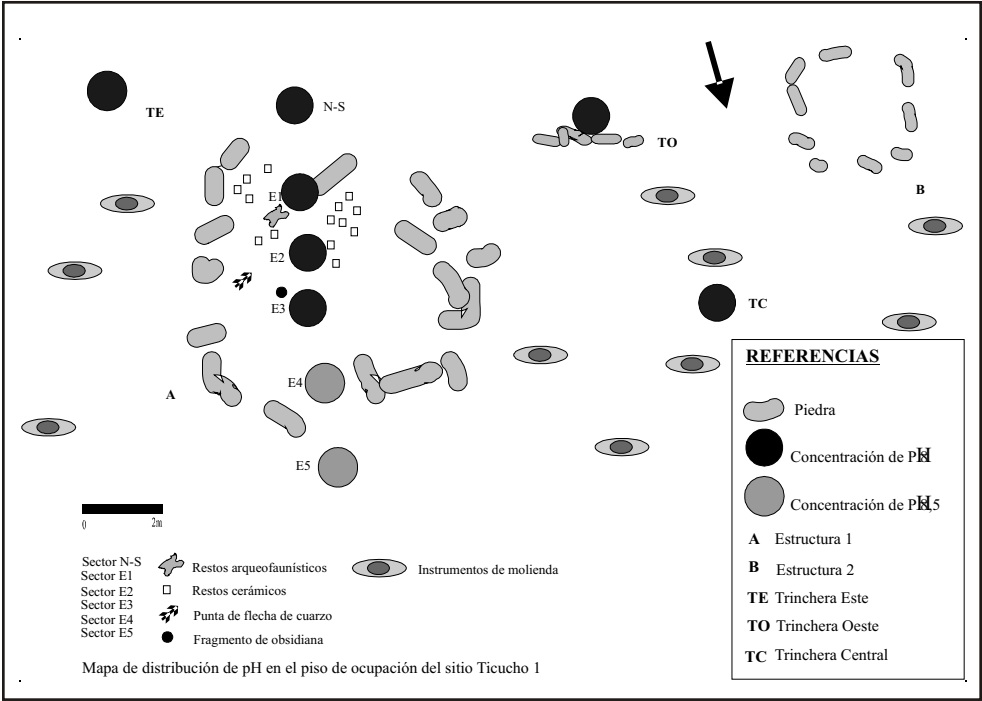 TE
N-S
TO
B
E1
E2
E3
TC
E4
A
E5
REFERENCIAS
Piedra
Concentración de PH
Concentración de PH
A Estructura 1
B Estructura 2
TE Trinchera Este
TO Trinchera Oeste
TC Trinchera Central
0 2m
Sector N-S
Sector E1
Sector E2
Sector E3
Sector E4
Sector E5
Restos arqueofaunísticos
Restos cerámicos
Punta de flecha de cuarzo
Fragmento de obsidiana
Instrumentos de molienda
Mapa de distribución de pH en el piso de ocupación del sitio Ticucho 1